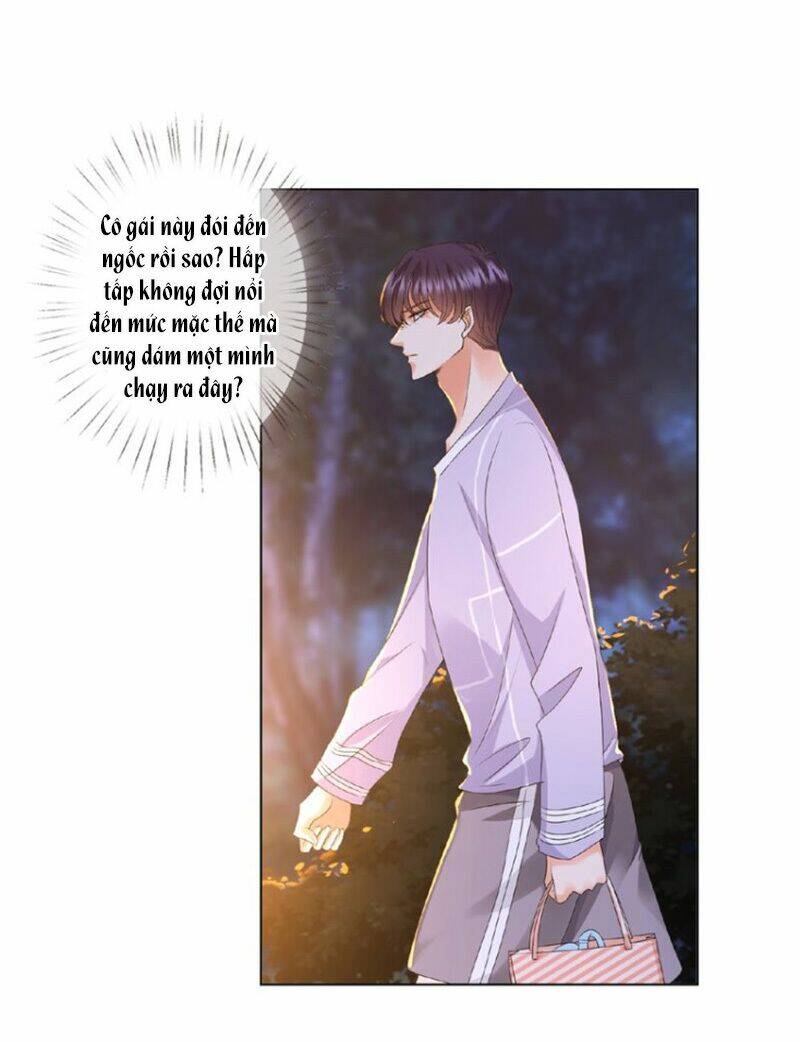 Cô gái này đói đến
ngốc rồi sao? Hấp
tấp không đợi nổi
đến mức mặc thế mà
cũng dám một mình
chạy ra đây?